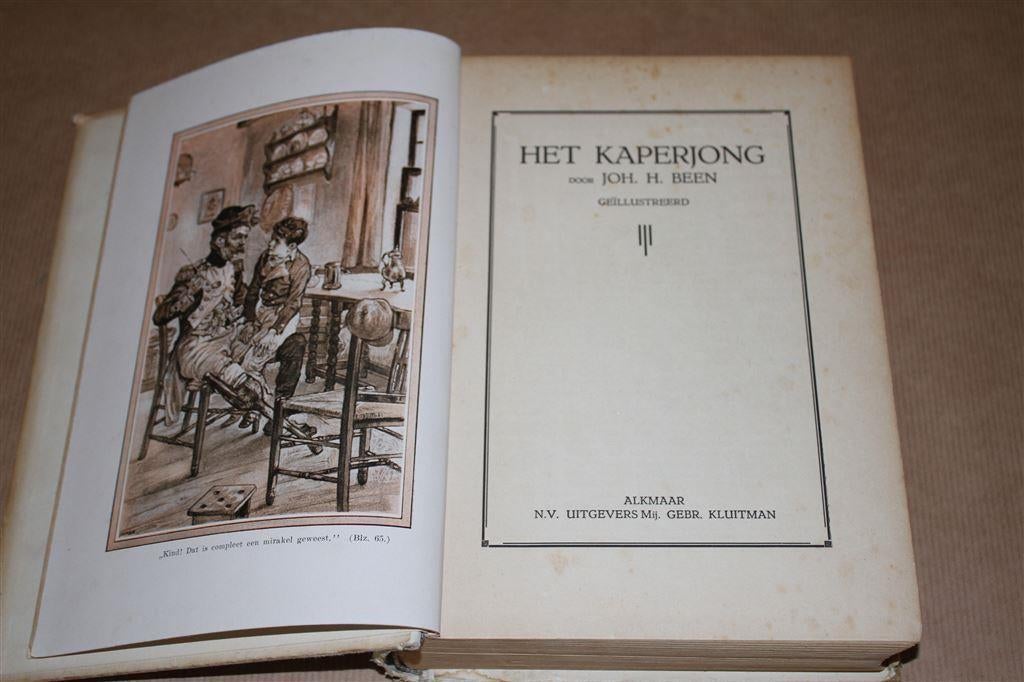 „Kind! Dat is compleet een mirakel geweest.” (Blz. 65.)
HET KAPERJONG
DOOR JOH. H. BEEN
GEÏLLUSTREERD
ALKMAAR
N.V. UITGEVERS Mij. GEBR. KLUITMAN